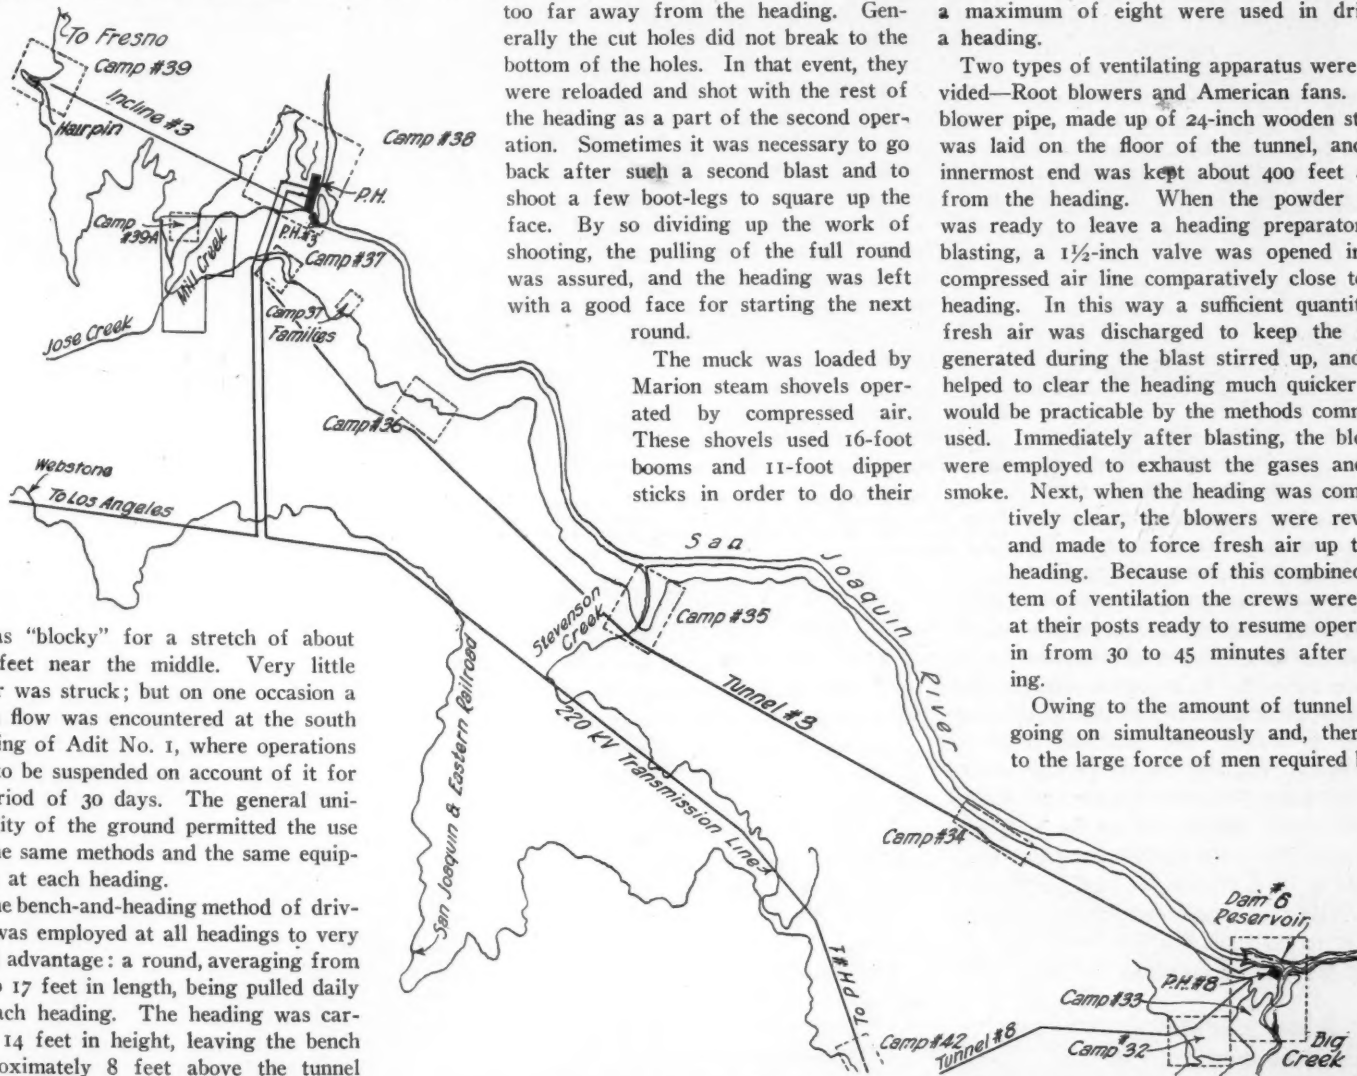 too far away from the heading. Gen-
erally the cut holes did not break to the
bottom of the holes. In that event, they
were reloaded and shot with the rest of
the heading as a part of the second oper-
ation. Sometimes it was necessary to go
back after such a second blast and to
shoot a few boot-legs to square up the
face. By so dividing up the work of
shooting, the pulling of the full round
was assured, and the heading was left
with a good face for starting the next
round.
The muck was loaded by
Marion steam shovels oper-
ated by compressed air.
These shovels used 16-foot
booms and 11-foot dipper
sticks in order to do their
a maximum of eight were used in dri
a heading.
Two types of ventilating apparatus were
vided—Root blowers and American fans.
blower pipe, made up of 24-inch wooden st
was laid on the floor of the tunnel, and
innermost end was kept about 400 feet
from the heading. When the powder
was ready to leave a heading preparator
blasting, a 1½-inch valve was opened in
compressed air line comparatively close to
heading. In this way a sufficient quantit
fresh air was discharged to keep the
generated during the blast stirred up, and
helped to clear the heading much quicker
would be practicable by the methods comm
used. Immediately after blasting, the blo
were employed to exhaust the gases and
smoke. Next, when the heading was com
tively clear, the blowers were rev
and made to force fresh air up t
heading. Because of this combined
tem of ventilation the crews were
at their posts ready to resume oper
in from 30 to 45 minutes after
ing.
Owing to the amount of tunnel
going on simultaneously and, ther
to the large force of men required
as "blocky" for a stretch of about
feet near the middle. Very little
r was struck; but on one occasion a
flow was encountered at the south
ing of Adit No. 1, where operations
to be suspended on account of it for
riod of 30 days. The general uni-
ity of the ground permitted the use
he same methods and the same equip-
at each heading.
he bench-and-heading method of driv-
was employed at all headings to very
advantage: a round, averaging from
o 17 feet in length, being pulled daily
ach heading. The heading was car-
14 feet in height, leaving the bench
oximately 8 feet above the tunnel
To Fresno
Camp #39
Incline #3
Hairpin
Camp #38
P.H.
Camp
#39A
Mill Creek
P.H.#3
Camp #37
Camp 37
Families
Jose Creek
Camp #36
Webstone
To Los Angeles
San Joaquin River
Stevenson
Creek
Camp #35
Tunnel #3
220 KV Transmission Lines
San Joaquin & Eastern Railroad
Camp #34
Dam #6
Reservoir
P.H.#8
Camp #33
Camp #32
Big
Creek
To PH#1
Camp #42
Tunnel #8